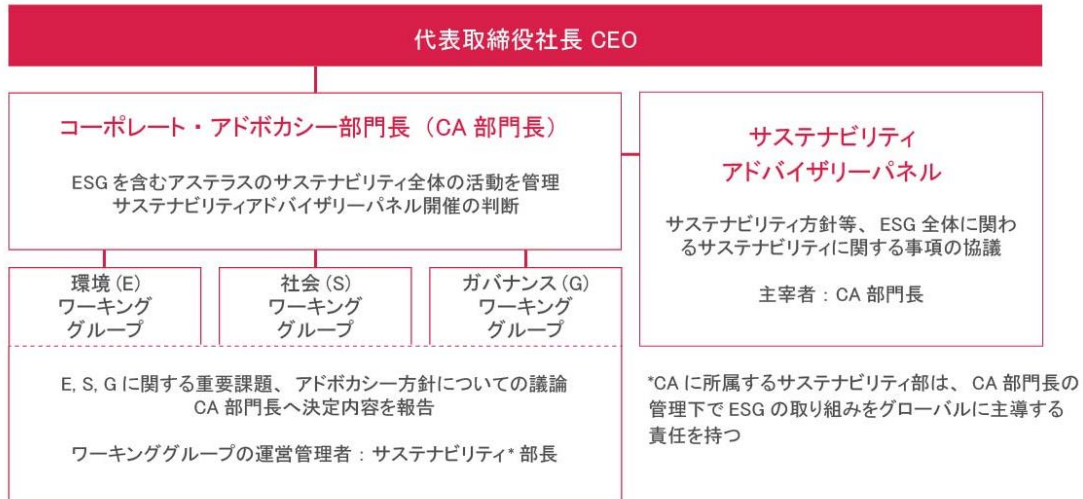 代表取締役社長 CEO
コーポレート・アドボカシー部門長（CA 部門長）
ESG を含むアステラスのサステナビリティ全体の活動を管理
サステナビリティアドバイザリーパネル開催の判断
サステナビリティ
アドバイザリーパネル
サステナビリティ方針等、ESG 全体に関わ
るサステナビリティに関する事項の協議
主宰者：CA 部門長
環境 (E)
ワーキング
グループ
社会 (S)
ワーキング
グループ
ガバナンス (G)
ワーキング
グループ
E, S, G に関する重要課題、アドボカシー方針についての議論
CA 部門長へ決定内容を報告
ワーキンググループの運営管理者：サステナビリティ* 部長
*CA に所属するサステナビリティ部は、CA 部門長の
管理下で ESG の取り組みをグローバルに主導する
責任を持つ